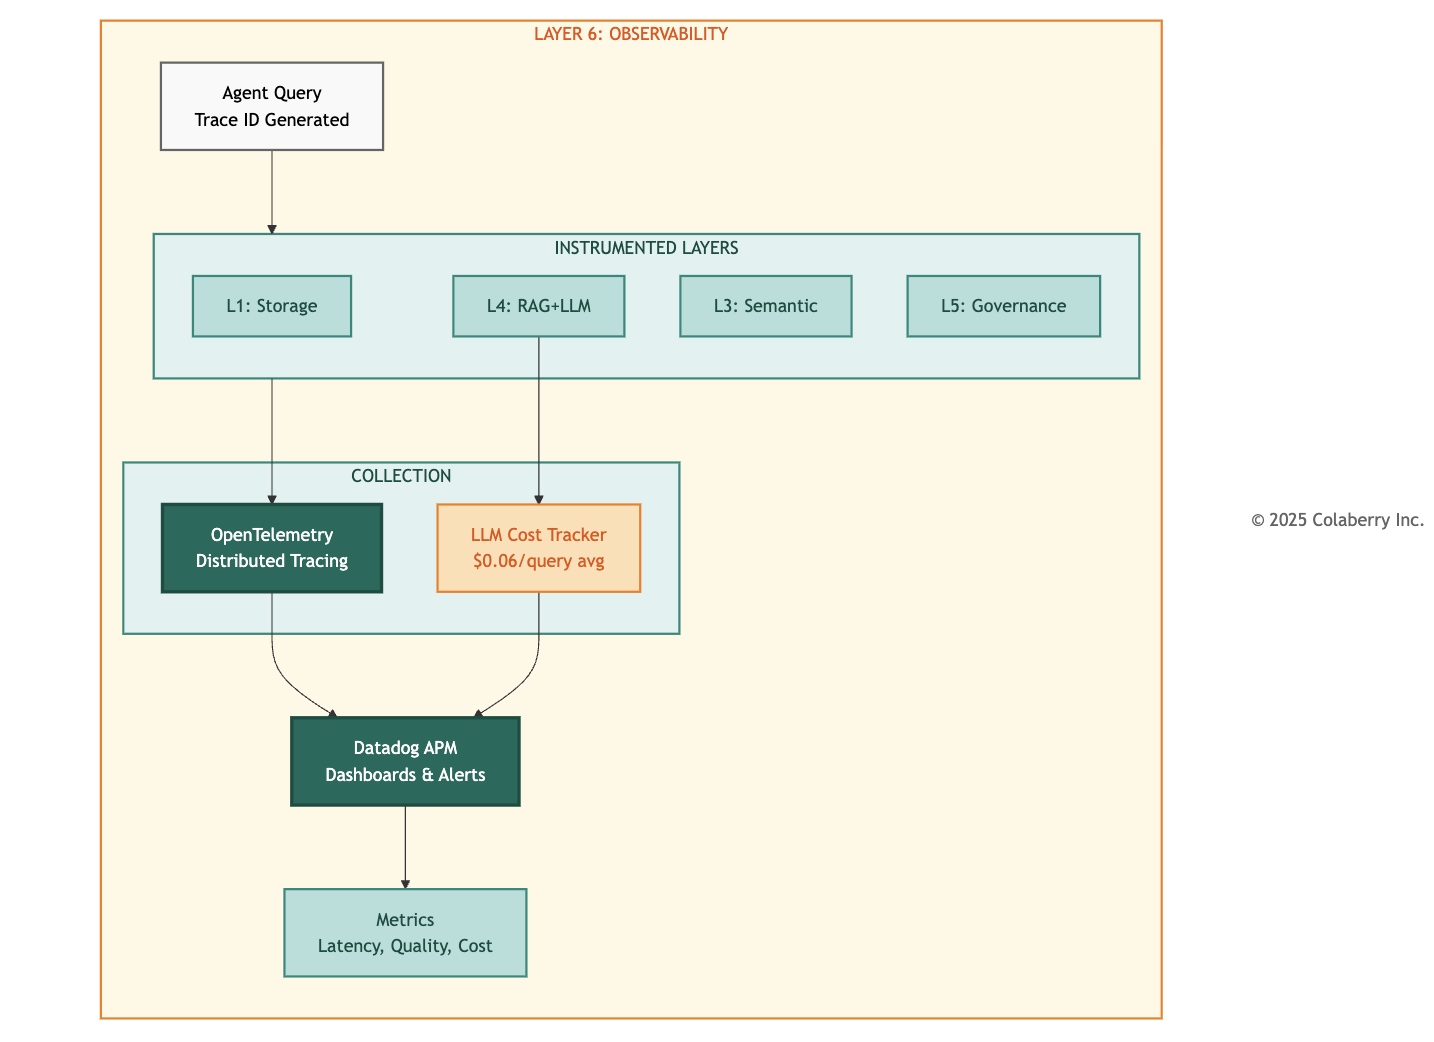 LAYER 6: OBSERVABILITY
Agent Query
Trace ID Generated
INSTRUMENTED LAYERS
L1: Storage
L4: RAG+LLM
L3: Semantic
L5: Governance
COLLECTION
OpenTelemetry
Distributed Tracing
LLM Cost Tracker
$0.06/query avg
© 2025 Colaberry Inc.
Datadog APM
Dashboards & Alerts
Metrics
Latency, Quality, Cost